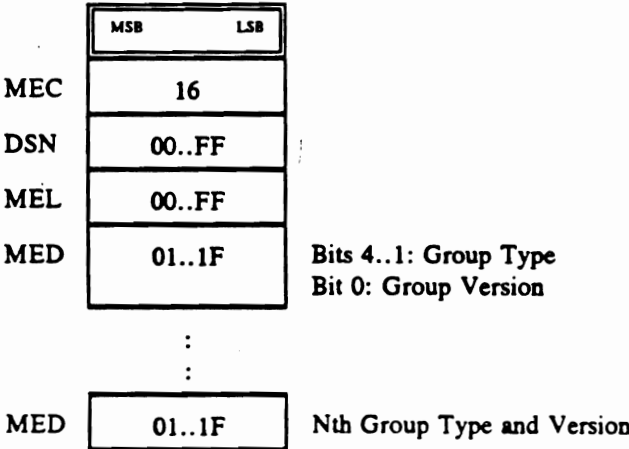 MSB LSB
MEC 16
DSN 00..FF
MEL 00..FF
MED 01..1F Bits 4..1: Group Type
Bit 0: Group Version
:
:
MED 01..1F Nth Group Type and Version